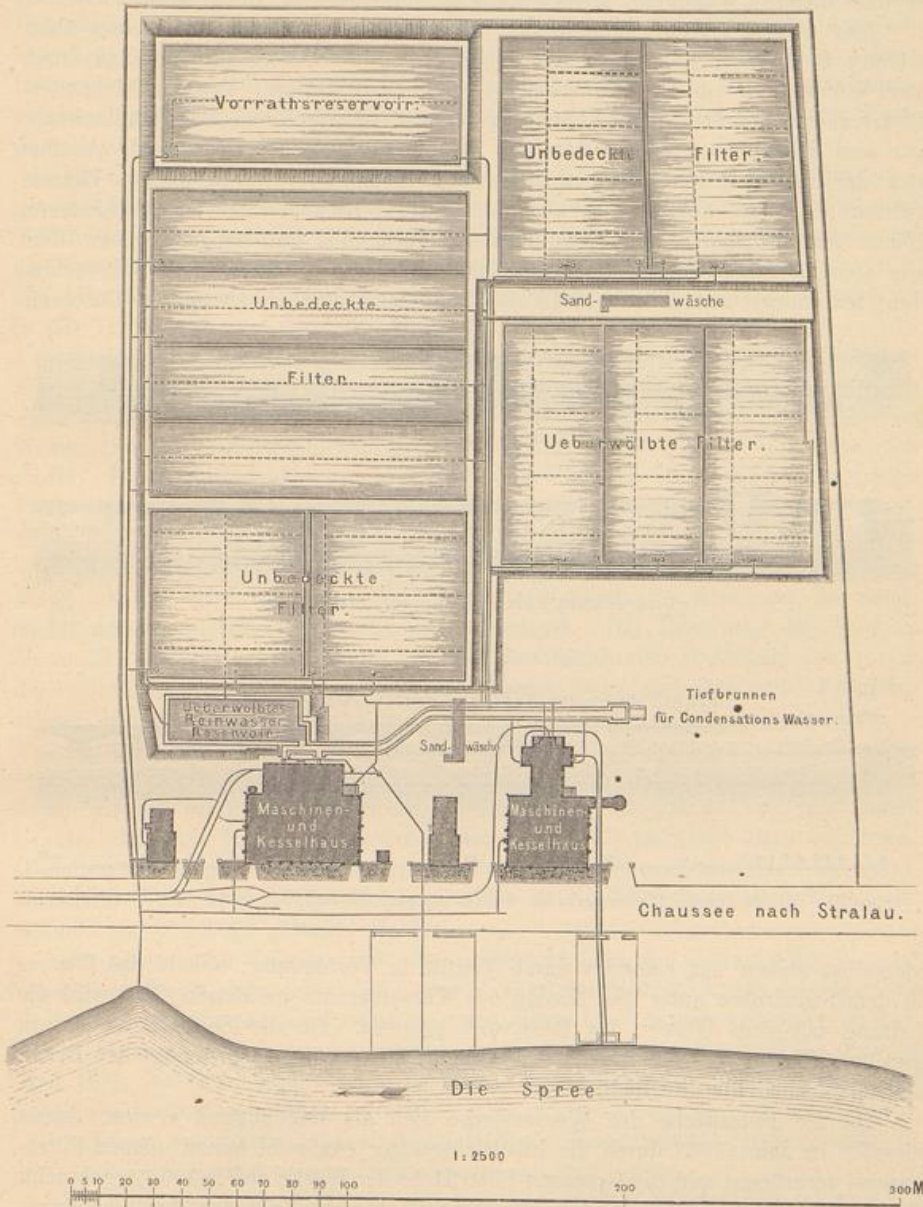 Vorrathsreservoir.
Unbedeckte Filter.
Sand- wäsche
Unbedeckte
Filter.
Ueberwölbte Filter.
Unbedeckte
Filter.
Ueberwölbtes
Reinwasser
Reservoir.
Tiefbrunnen
für Condensations Wasser.
Sand- wäsche
Maschinen-
und
Kesselhaus.
Maschinen-
und
Kesselhaus
Chaussee nach Stralau.
Die Spree
1:2500
0 5 10 20 30 40 50 60 70 80 90 100 200 300 M